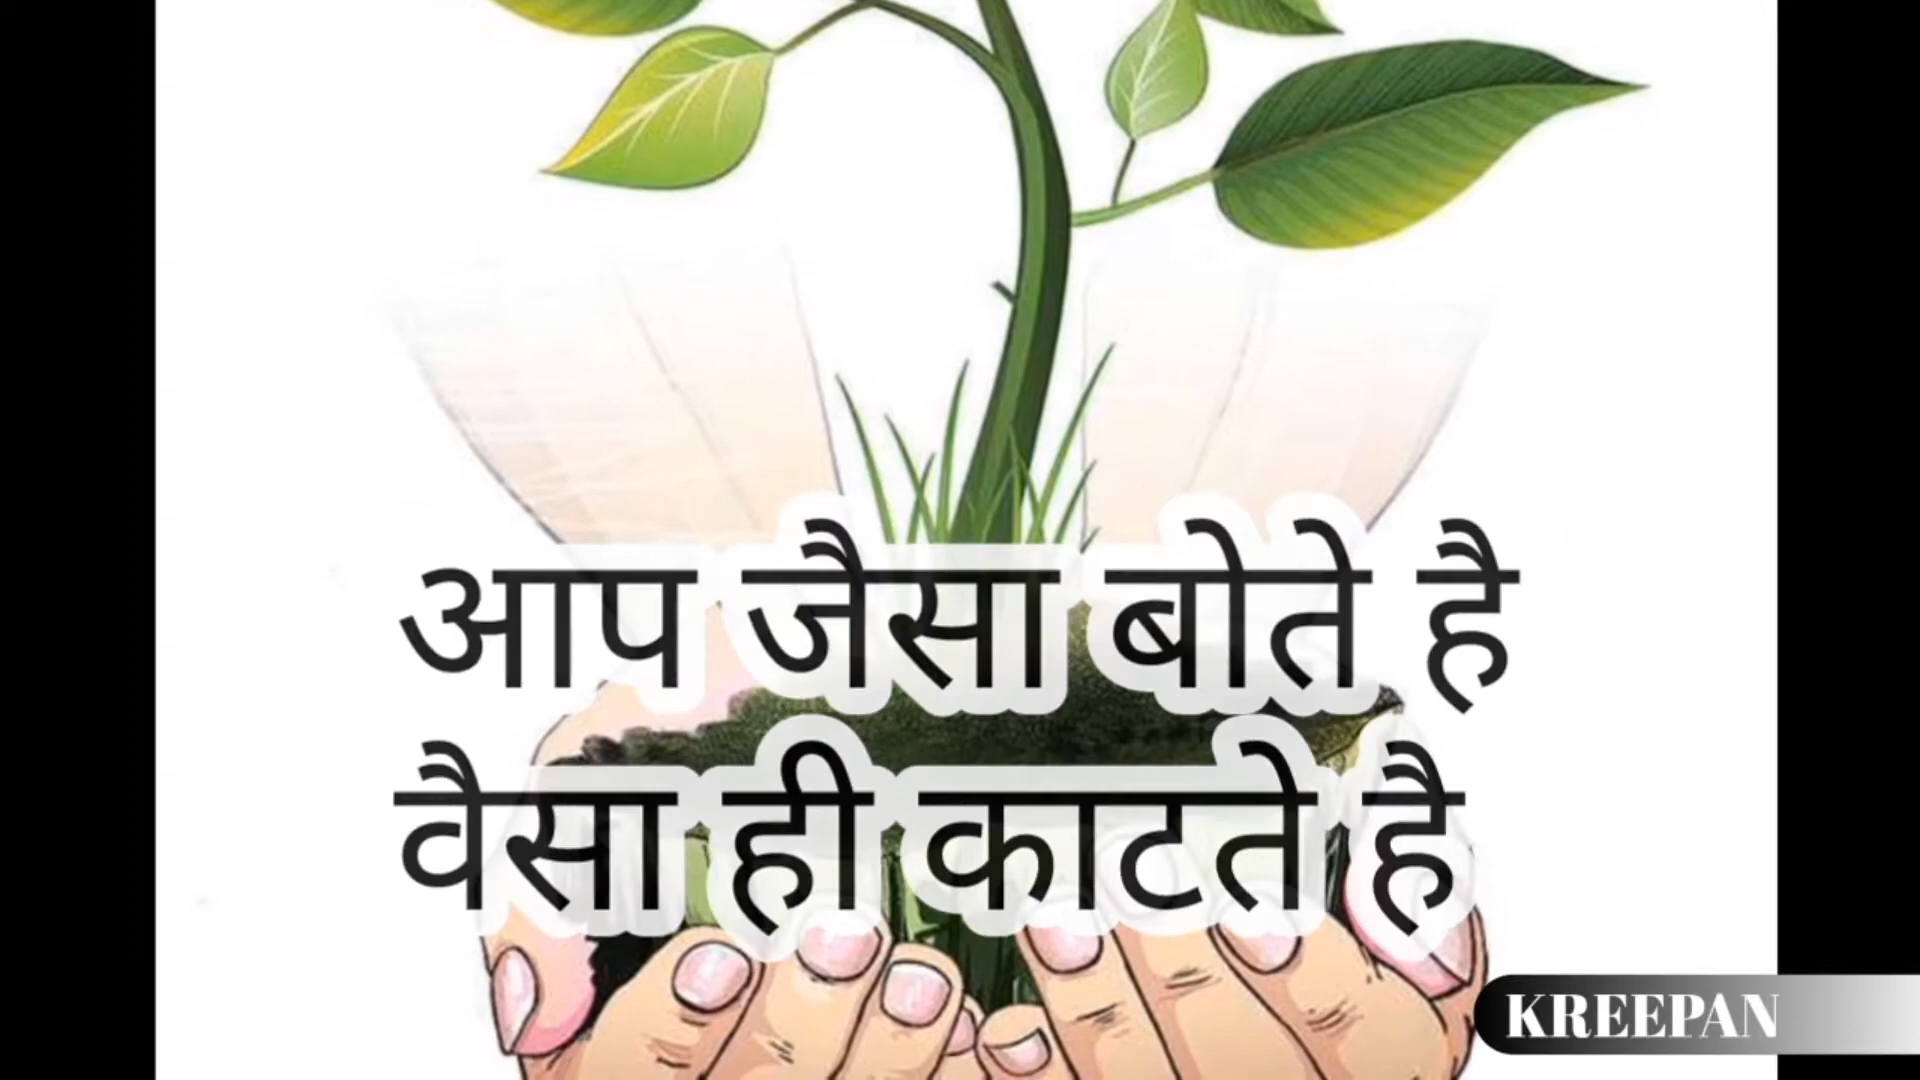 आप जैसा बोते है
वैसा ही काटते है
KREEPAN